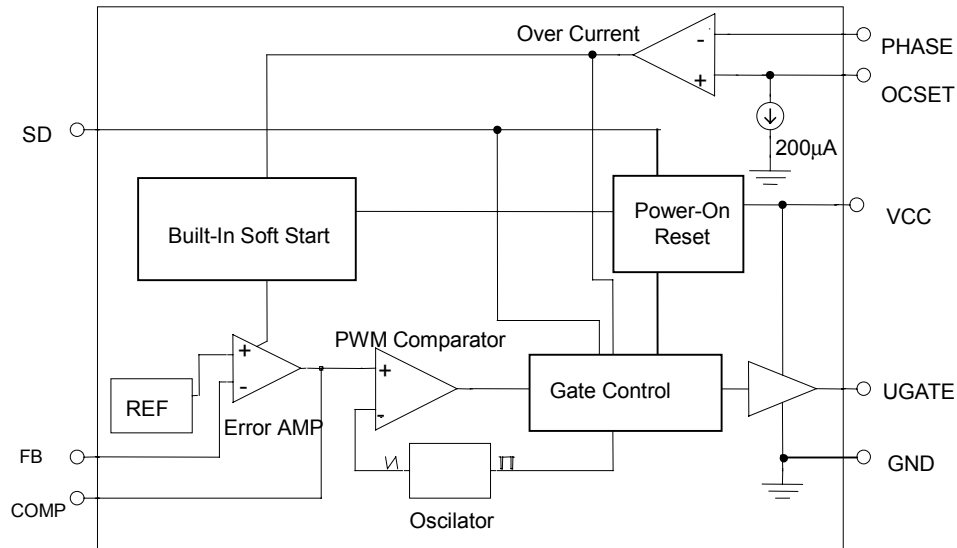 Over Current
-
PHASE
+
OCSET
SD
200µA
Built-In Soft Start
Power-On
Reset
VCC
PWM Comparator
+
+
REF
-
Error AMP
-
Gate Control
UGATE
FB
GND
COMP
Oscilator